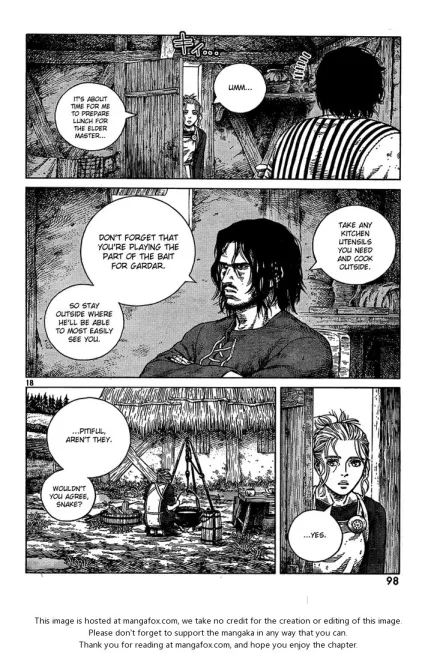 キィ...
IT'S ABOUT
TIME FOR ME
TO PREPARE
LUNCH FOR
THE ELDER
MASTER...
UMM...
DON'T FORGET THAT
YOU'RE PLAYING THE
PART OF THE BAIT
FOR GARDAR.
TAKE ANY
KITCHEN
UTENSILS
YOU NEED
AND COOK
OUTSIDE.
SO STAY
OUTSIDE WHERE
HE'LL BE ABLE
TO MOST EASILY
SEE YOU.
18
...PITIFUL,
AREN'T THEY.
WOULDN'T
YOU AGREE,
SNAKE?
...YES.
98
This image is hosted at mangafox.com, we take no credit for the creation or editing of this image.
Please don't forget to support the mangaka in any way that you can.
Thank you for reading at mangafox.com, and hope you enjoy the chapter.